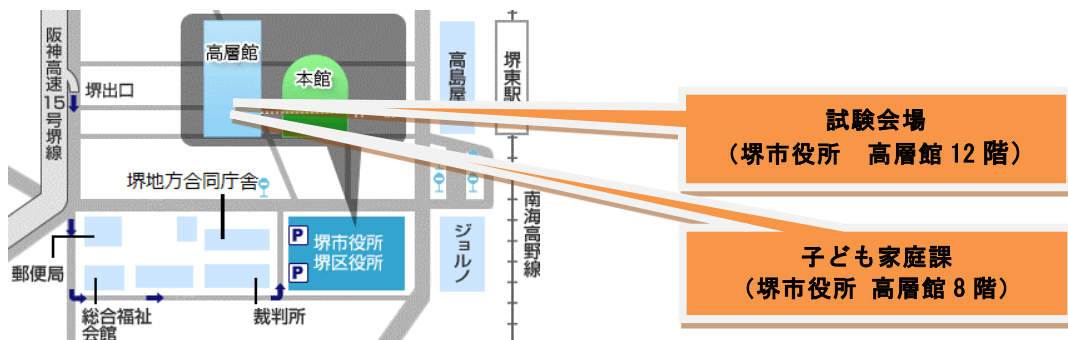 阪神高速15号堺線
堺出口
高層館
本館
高島屋
堺東駅
試験会場
（堺市役所　高層館12階）
堺地方合同庁舎
P 堺市役所
堺区役所
P
ジョルノ
南海高野線
子ども家庭課
（堺市役所 高層館8階）
郵便局
総合福祉
会館
裁判所